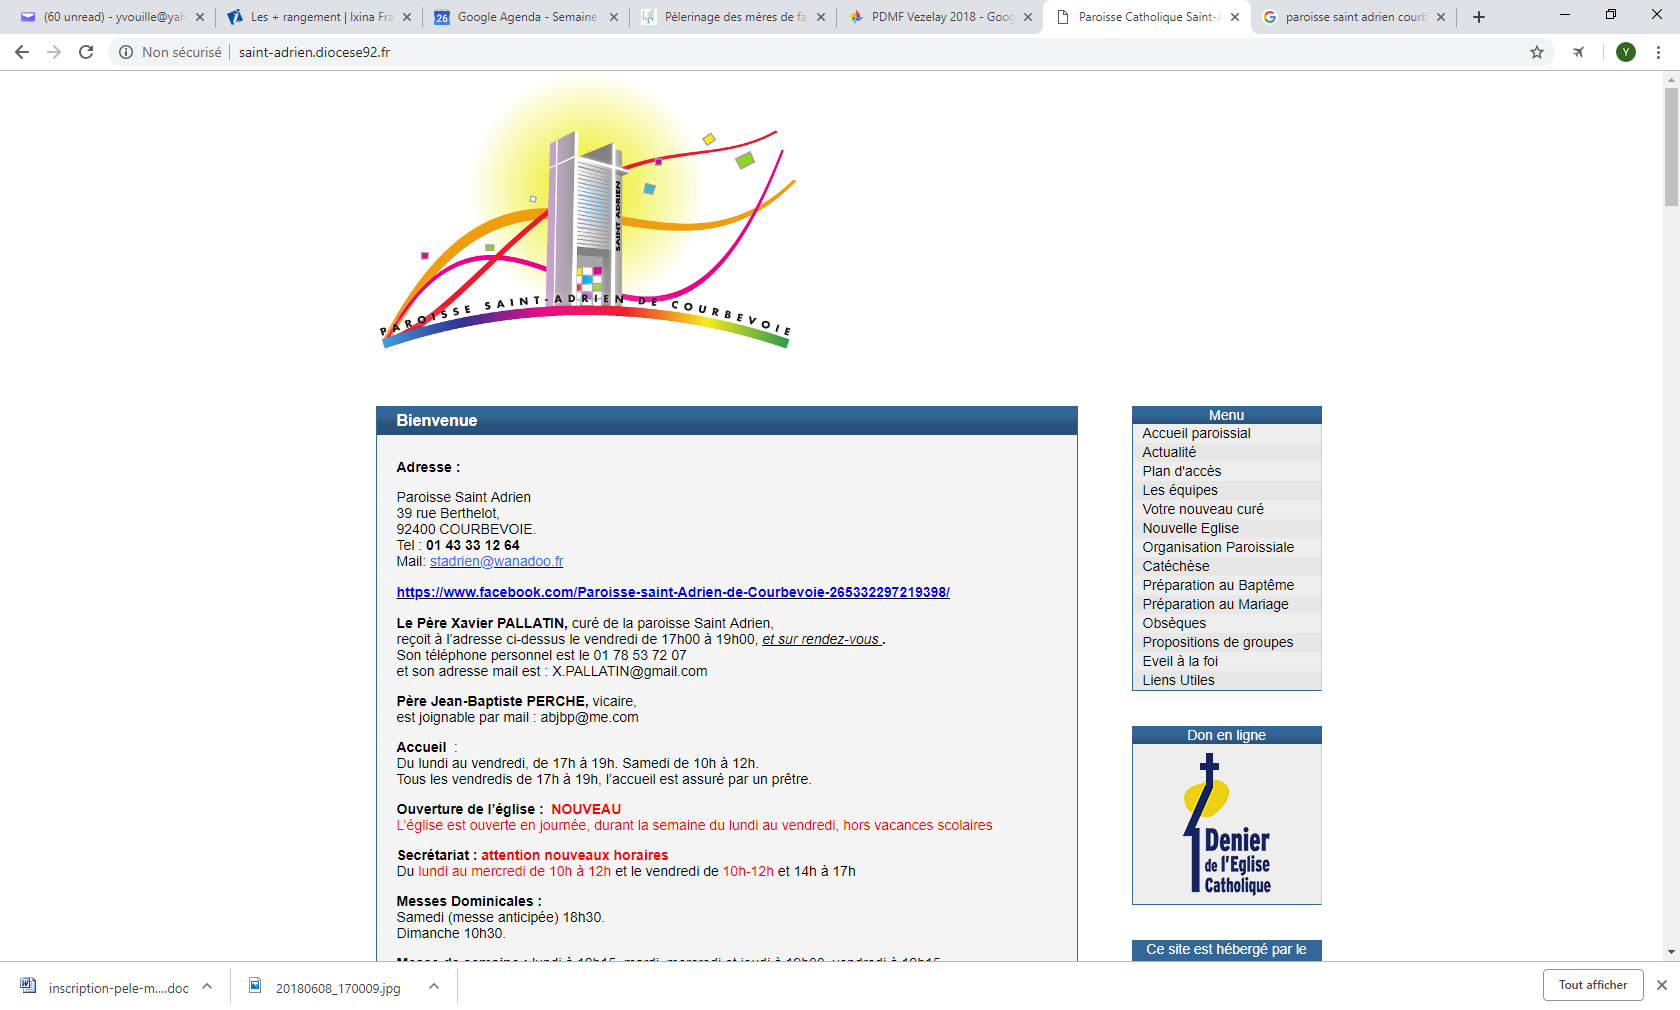 (60 unread) - yvouille@yah
Les + rangement | Ixina Fra
26 Google Agenda - Semaine
Pèlerinage des mères de fa
PDMF Vezelay 2018 - Goog
Paroisse Catholique Saint-A
paroisse saint adrien courb
Non sécurisé
saint-adrien.diocese92.fr
Y
SAINT ADRIEN
PAROISSE SAINT-ADRIEN DE COURBEVOIE
Bienvenue
Adresse :
Paroisse Saint Adrien
39 rue Berthelot,
92400 COURBEVOIE.
Tel : 01 43 33 12 64
Mail: stadrien@wanadoo.fr
https://www.facebook.com/Paroisse-saint-Adrien-de-Courbevoie-265332297219398/
Le Père Xavier PALLATIN, curé de la paroisse Saint Adrien,
reçoit à l'adresse ci-dessus le vendredi de 17h00 à 19h00, et sur rendez-vous .
Son téléphone personnel est le 01 78 53 72 07
et son adresse mail est : X.PALLATIN@gmail.com
Père Jean-Baptiste PERCHE, vicaire,
est joignable par mail : abjbp@me.com
Accueil :
Du lundi au vendredi, de 17h à 19h. Samedi de 10h à 12h.
Tous les vendredis de 17h à 19h, l'accueil est assuré par un prêtre.
Ouverture de l'église : NOUVEAU
L'église est ouverte en journée, durant la semaine du lundi au vendredi, hors vacances scolaires
Secrétariat : attention nouveaux horaires
Du lundi au mercredi de 10h à 12h et le vendredi de 10h-12h et 14h à 17h
Messes Dominicales :
Samedi (messe anticipée) 18h30.
Dimanche 10h30.
Menu
Accueil paroissial
Actualité
Plan d'accès
Les équipes
Votre nouveau curé
Nouvelle Eglise
Organisation Paroissiale
Catéchèse
Préparation au Baptême
Préparation au Mariage
Obsèques
Propositions de groupes
Eveil à la foi
Liens Utiles
Don en ligne
Denier
de l'Eglise
Catholique
Ce site est hébergé par le
inscription-pele-m....doc
20180608_170009.jpg
Tout afficher